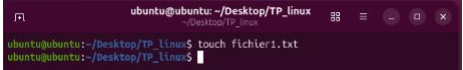 ubuntu@ubuntu: ~/Desktop/TP_linux
~/Desktop/TP_linux
ubuntu@ubuntu:~/Desktop/TP_linux$ touch fichier1.txt
ubuntu@ubuntu:~/Desktop/TP_linux$